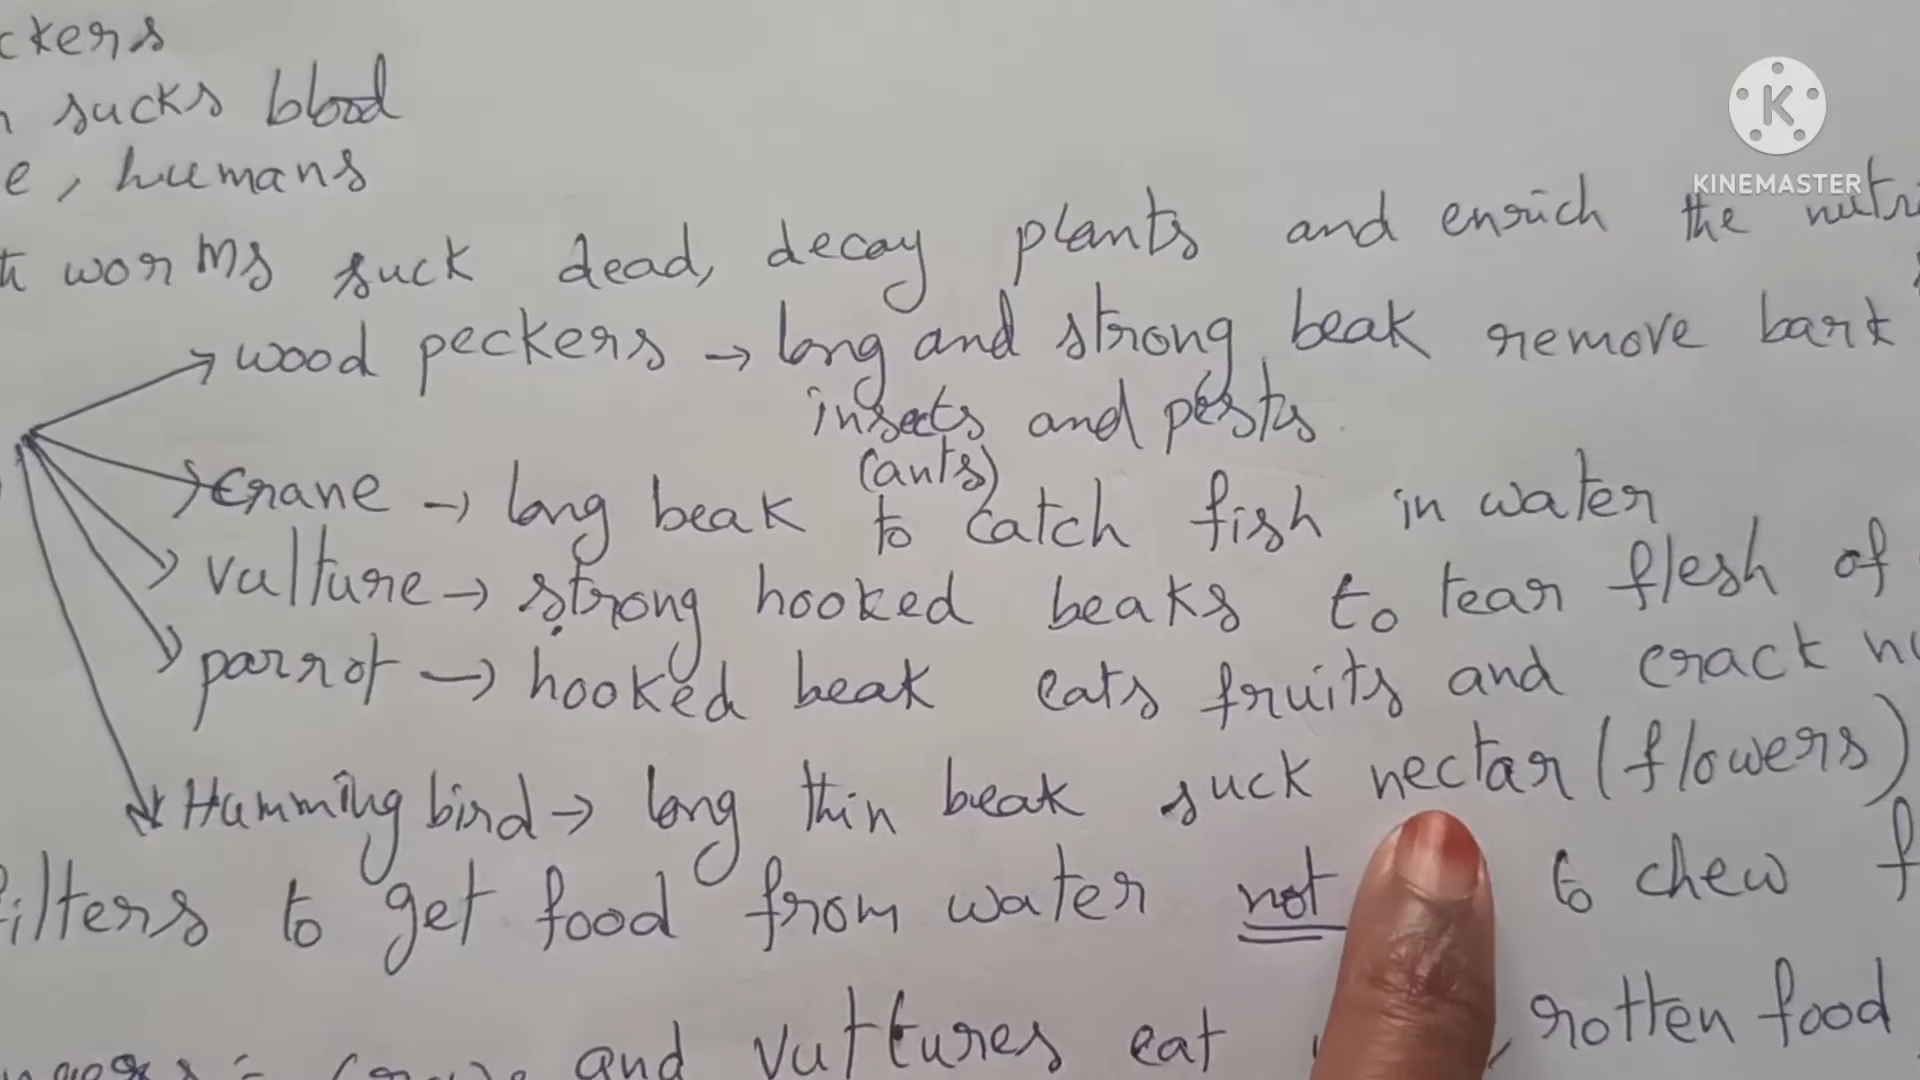 ckers
sucks blood
e, humans
worms suck dead, decay plants and enrich the nutri
wood peckers → long and strong beak remove bark
insects and pests
(ants)
crane → long beak to catch fish in water
vulture → strong hooked beaks to tear flesh of
parrot → hooked beak eats fruits and crack
Humming bird → long thin beak suck nectar (flowers)
filters to get food from water not to chew
and vultures eat , rotten food
KINEMASTER